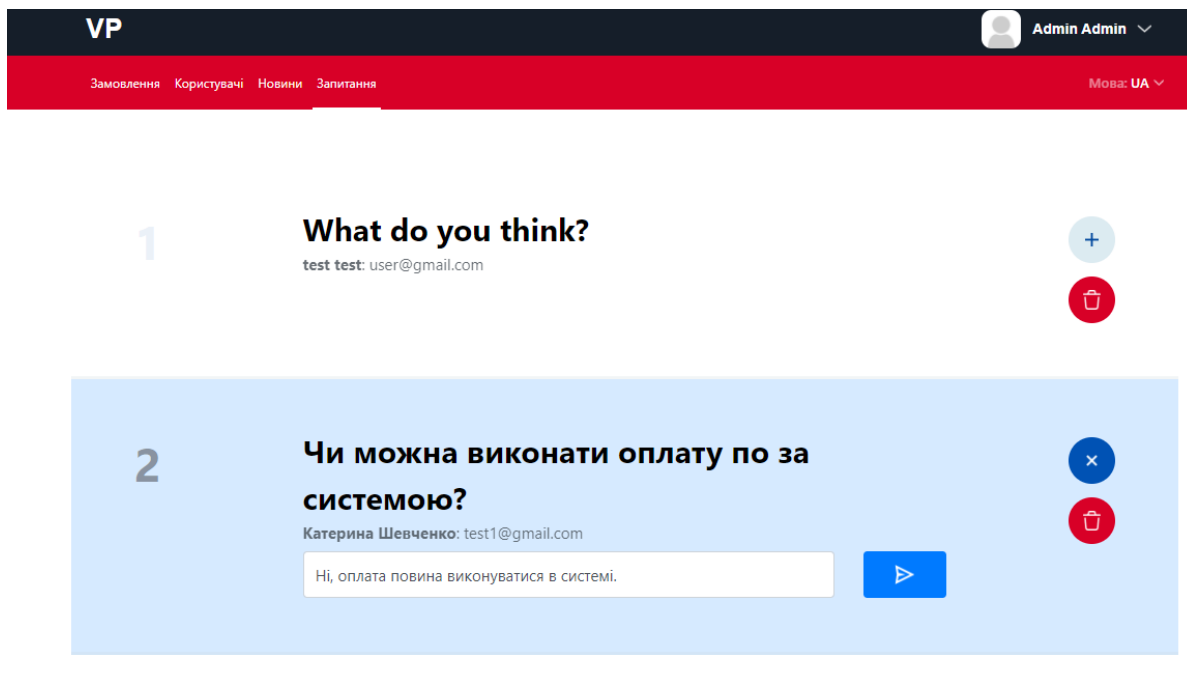 VP
Admin Admin
Замовлення Користувачі Новини Запитання
Мова: UA
1
What do you think?
test test: user@gmail.com
2
Чи можна виконати оплату по за
системою?
Катерина Шевченко: test1@gmail.com
Ні, оплата повина виконуватися в системі.